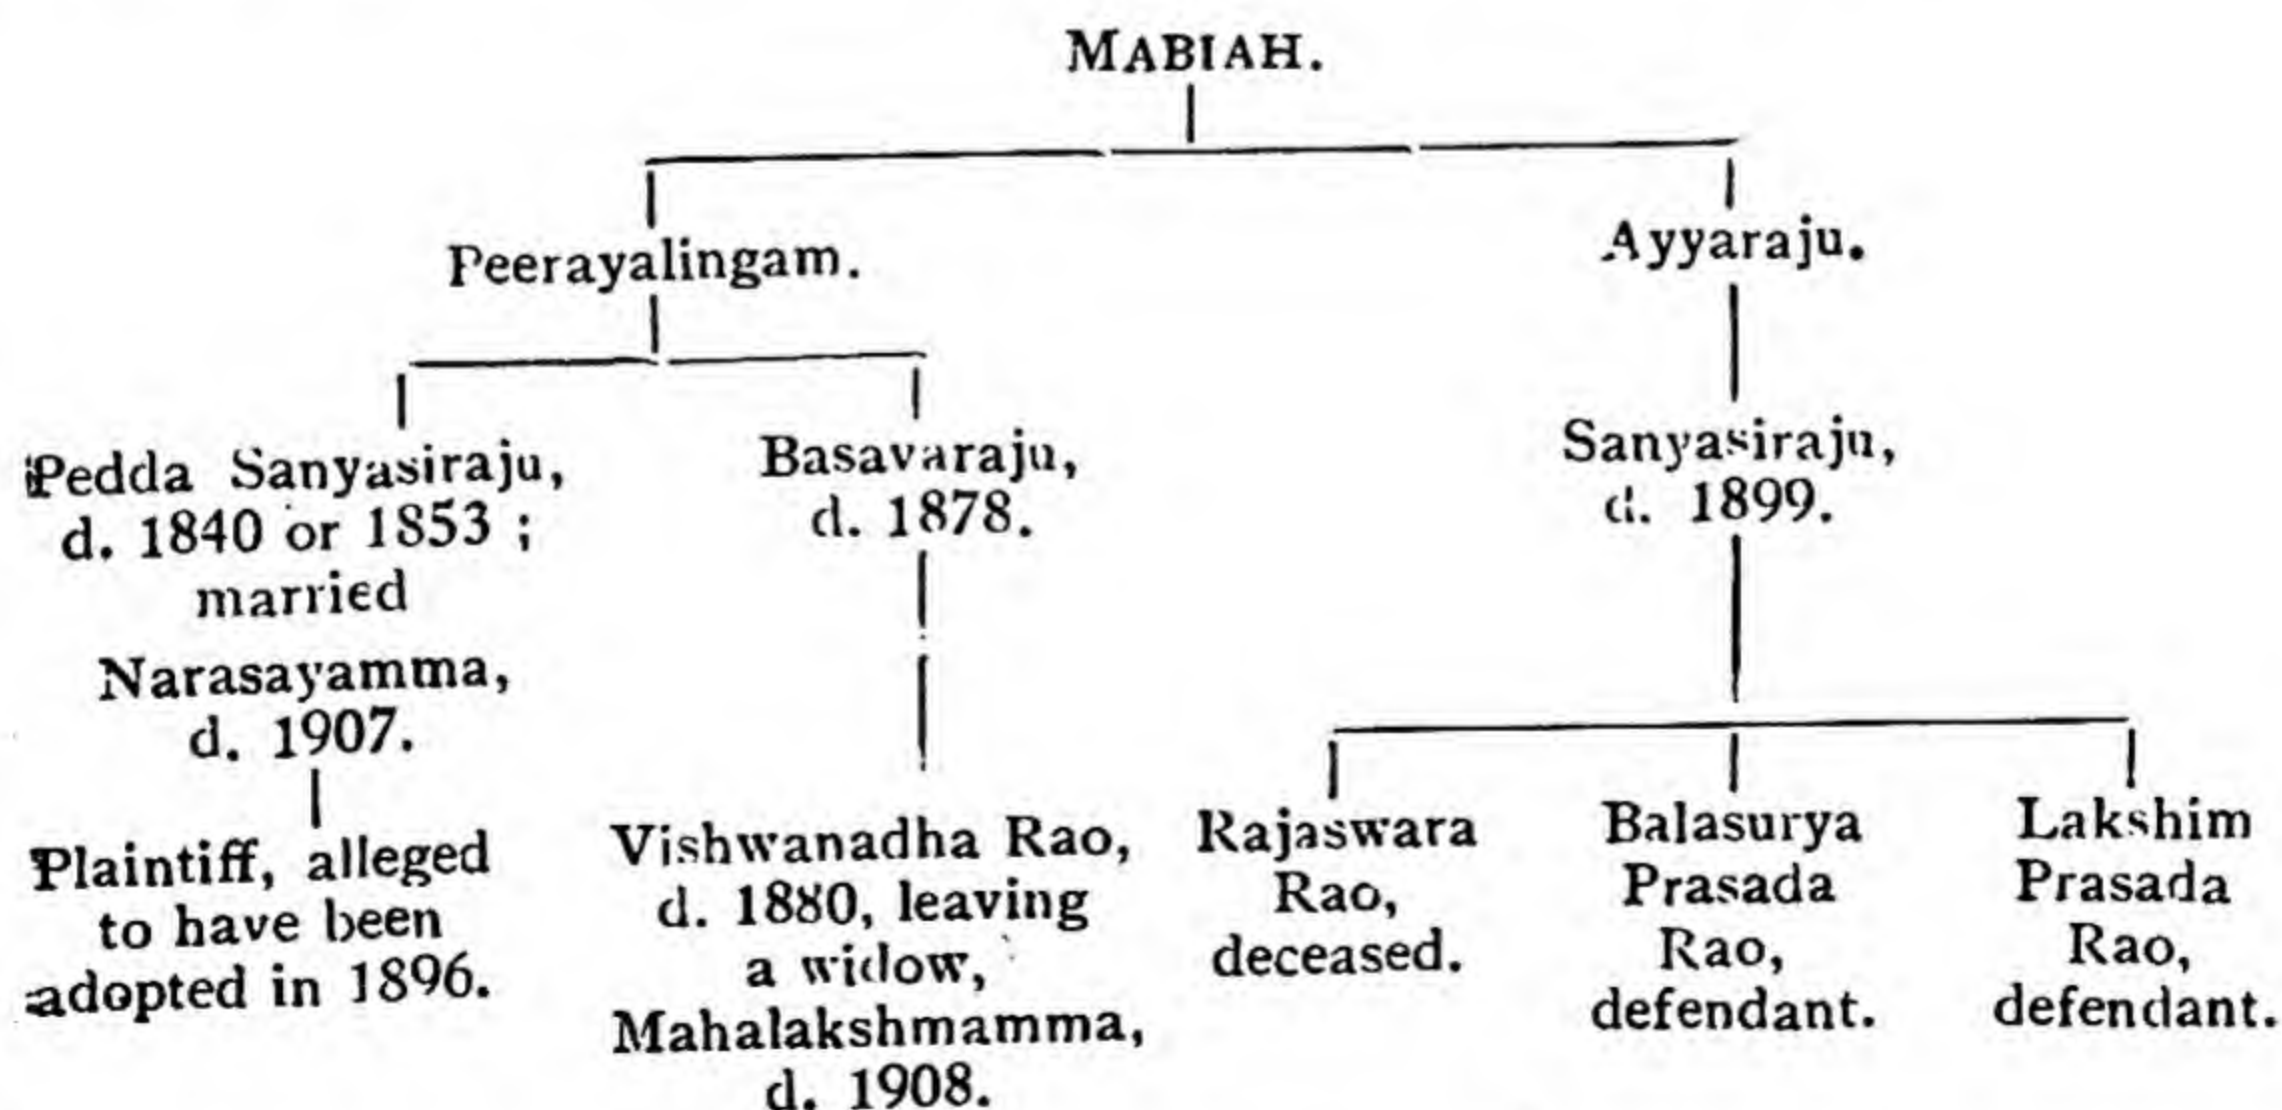 MABIAH.
Peerayalingam.
Ayyaraju.
Pedda Sanyasiraju,
d. 1840 or 1853 ;
married
Narasayamma,
d. 1907.
Basavaraju,
d. 1878.
Sanyasiraju,
d. 1899.
Plaintiff, alleged
to have been
adopted in 1896.
Vishwanadha Rao,
d. 1880, leaving
a widow,
Mahalakshmamma,
d. 1908.
Rajaswara
Rao,
deceased.
Balasurya
Prasada
Rao,
defendant.
Lakshim
Prasada
Rao,
defendant.